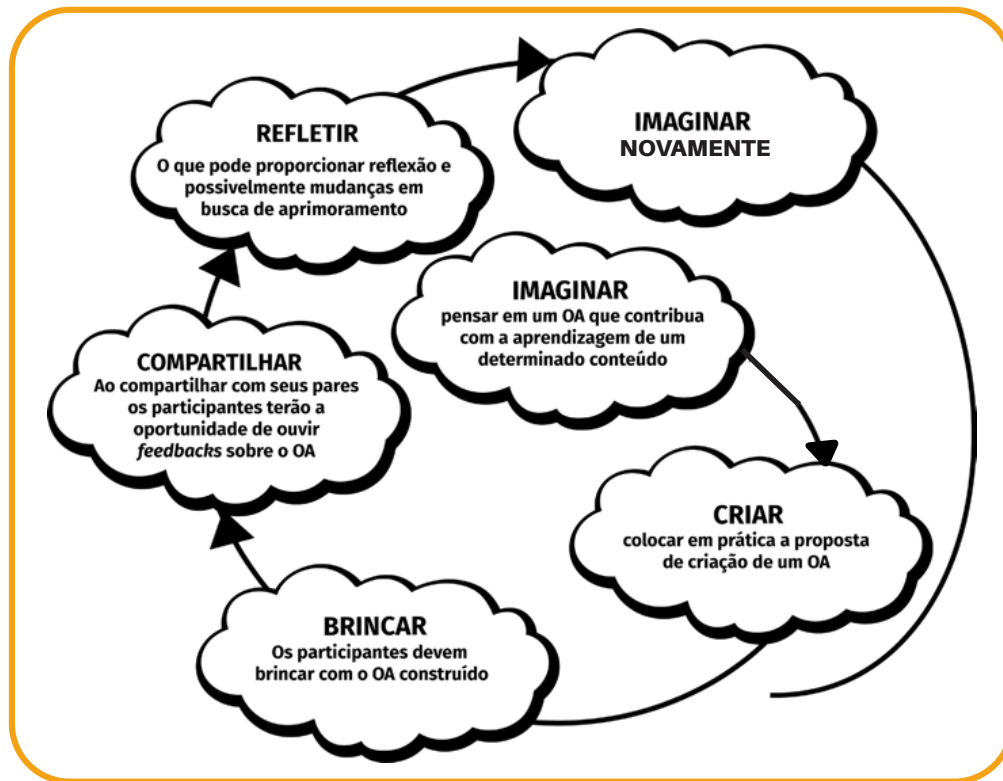 IMAGINAR
pensar em um OA que contribua
com a aprendizagem de um
determinado conteúdo
CRIAR
colocar em prática a proposta
de criação de um OA
BRINCAR
Os participantes devem
brincar com o OA construído
COMPARTILHAR
Ao compartilhar com seus pares
os participantes terão a
oportunidade de ouvir
feedbacks sobre o OA
REFLETIR
O que pode proporcionar reflexão e
possivelmente mudanças em
busca de aprimoramento
IMAGINAR
NOVAMENTE